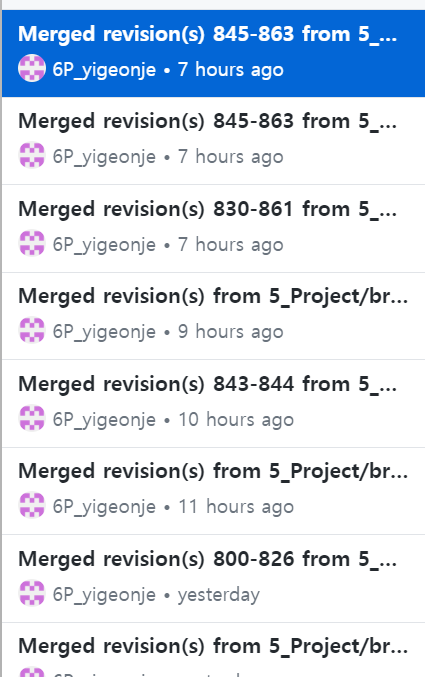 Merged revision(s) 845-863 from 5_...
6P_yigeonje • 7 hours ago
Merged revision(s) 845-863 from 5_...
6P_yigeonje • 7 hours ago
Merged revision(s) 830-861 from 5_...
6P_yigeonje • 7 hours ago
Merged revision(s) from 5_Project/br...
6P_yigeonje • 9 hours ago
Merged revision(s) 843-844 from 5_...
6P_yigeonje • 10 hours ago
Merged revision(s) from 5_Project/br...
6P_yigeonje • 11 hours ago
Merged revision(s) 800-826 from 5_...
6P_yigeonje • yesterday
Merged revision(s) from 5_Project/br...